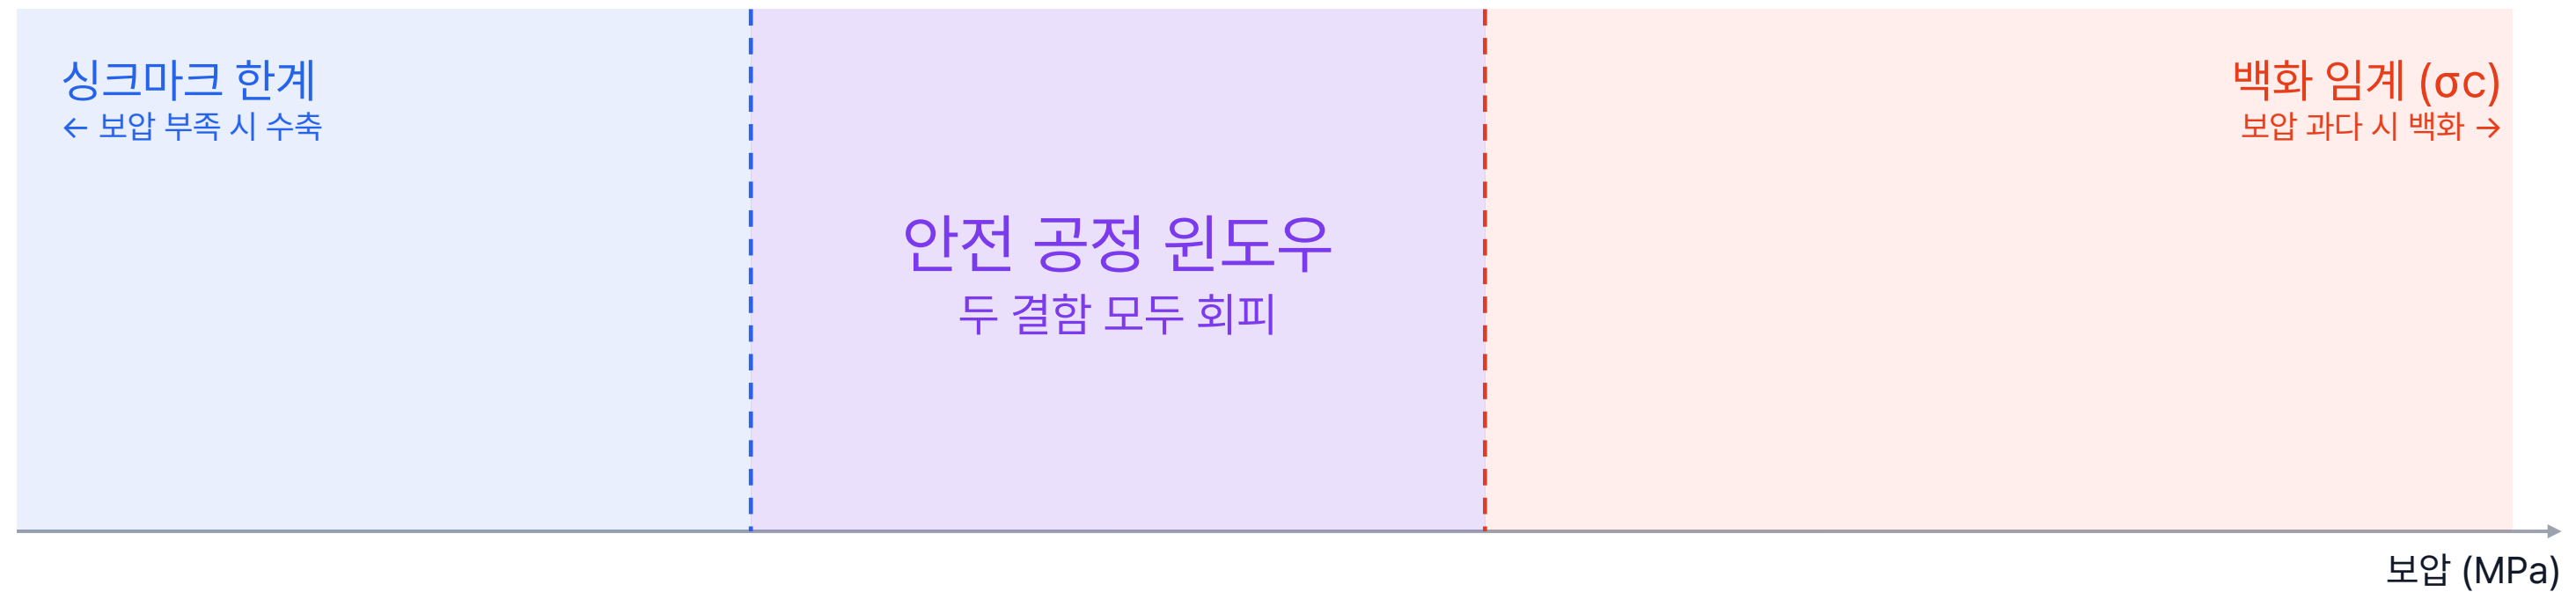 싱크마크 한계
← 보압 부족 시 수축
백화 임계 (σc)
보압 과다 시 백화 →
안전 공정 윈도우
두 결함 모두 회피
보압 (MPa)